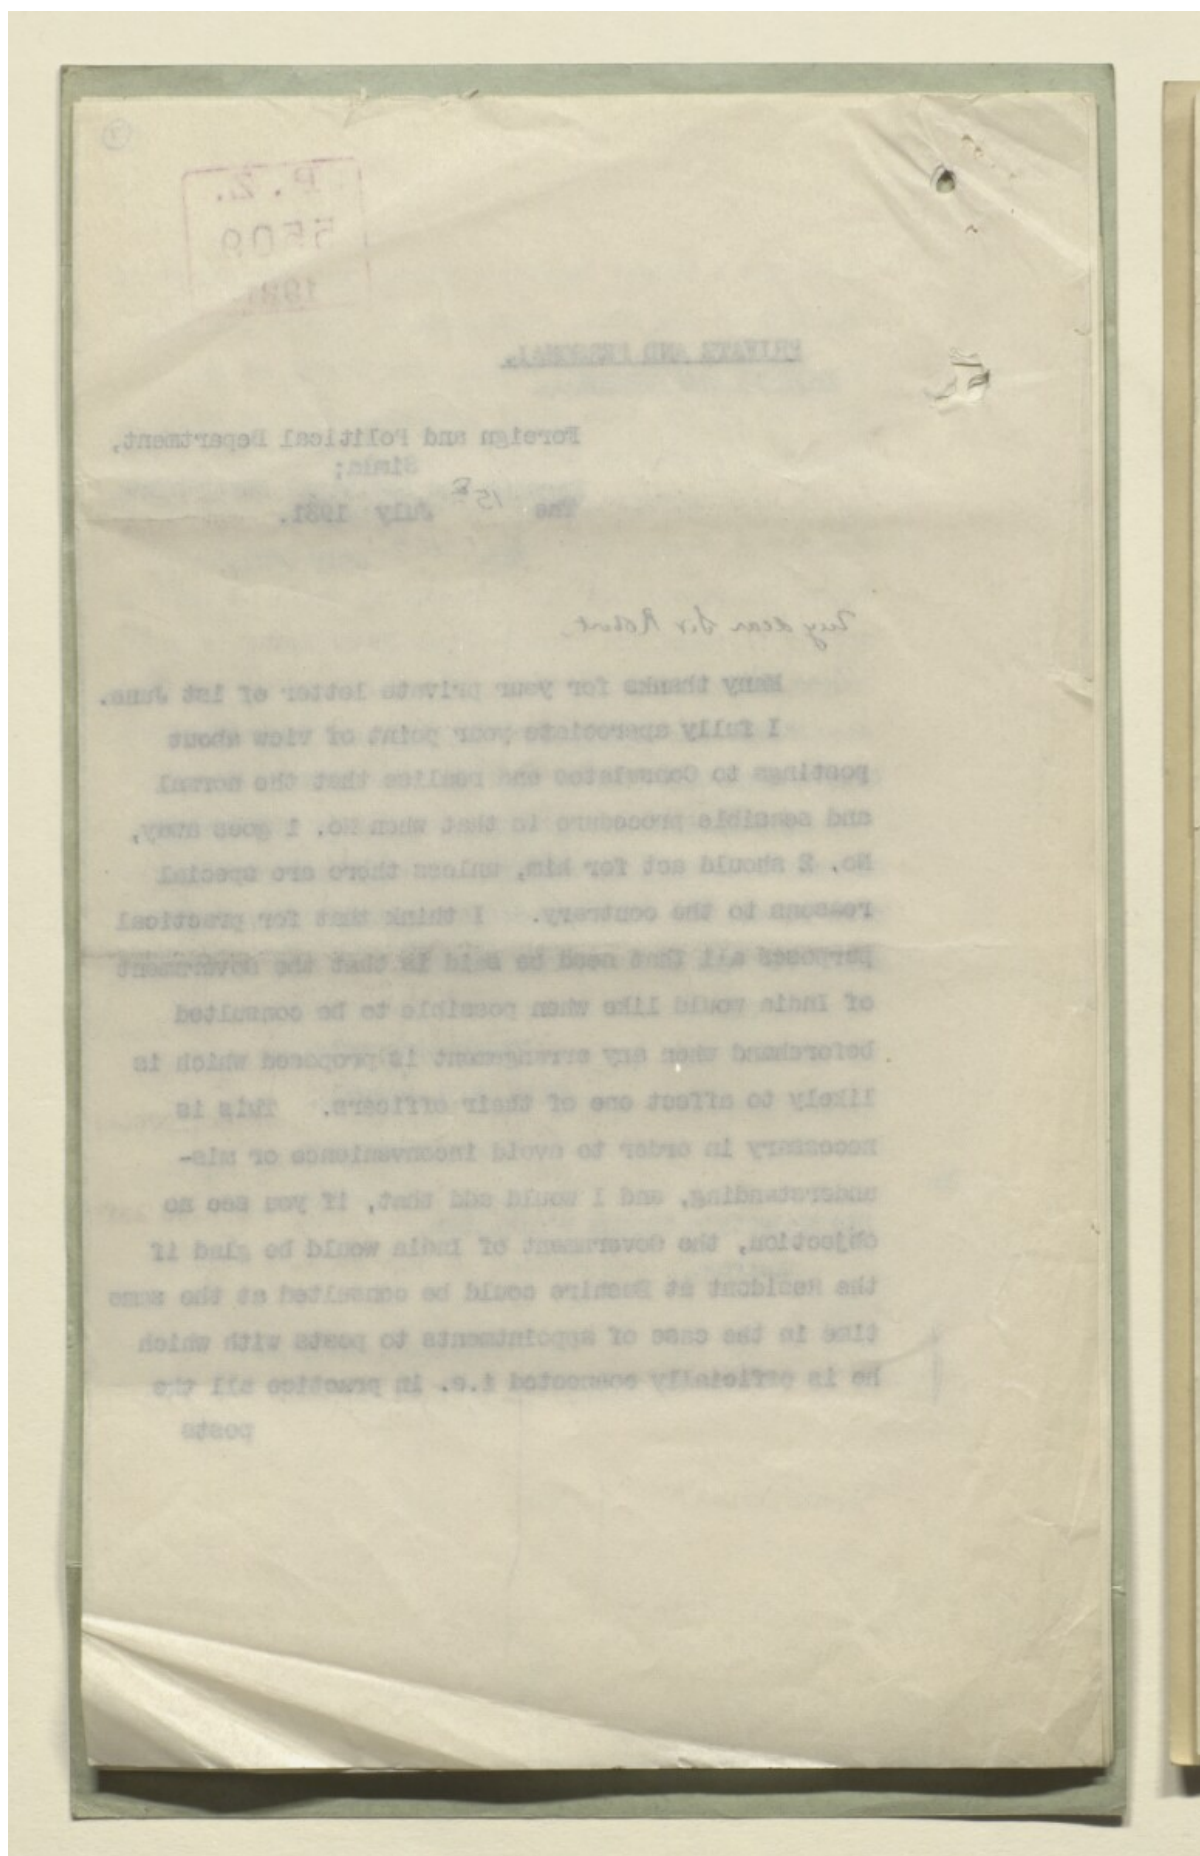 P. Z.
5509
1931
PRIVATE AND PERSONAL.
Foreign and Political Department,
Simla;
The 15th July 1931.
My dear Sir Robert,
Many thanks for your private letter of 1st June.
I fully appreciate your point of view about
postings to Consulates and realise that the normal
and sensible procedure is that when No. 1 goes away,
No. 2 should act for him, unless there are special
reasons to the contrary. I think that for practical
purposes all that need be said is that the Government
of India would like when possible to be consulted
beforehand when any arrangement is proposed which is
likely to affect one of their officers. This is
necessary in order to avoid inconvenience or mis-
understanding, and I would add that, if you see no
objection, the Government of India would be glad if
the Resident at Bushire could be consulted at the same
time in the case of appointments to posts with which
he is officially connected i.e. in practice all the
posts